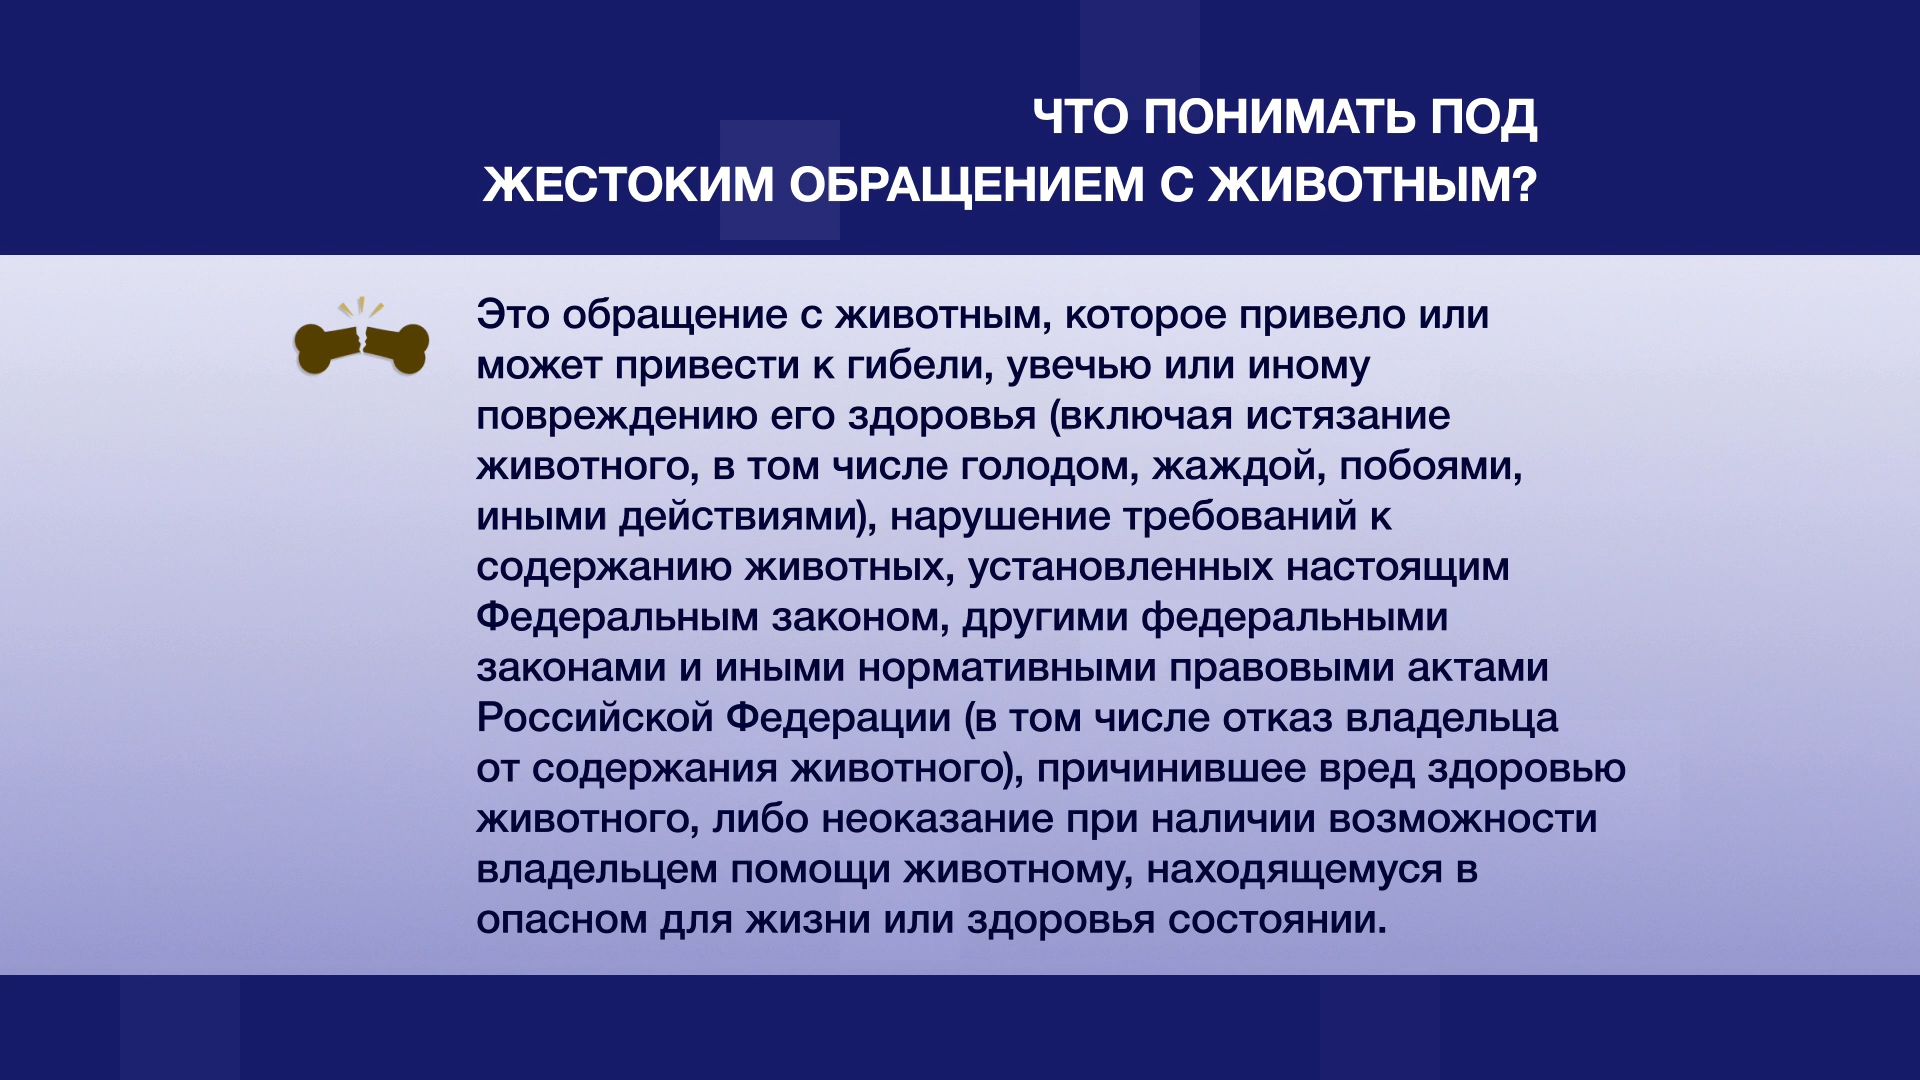 ЧТО ПОНИМАТЬ ПОД
ЖЕСТОКИМ ОБРАЩЕНИЕМ С ЖИВОТНЫМ?
Это обращение с животным, которое привело или
может привести к гибели, увечью или иному
повреждению его здоровья (включая истязание
животного, в том числе голодом, жаждой, побоями,
иными действиями), нарушение требований к
содержанию животных, установленных настоящим
Федеральным законом, другими федеральными
законами и иными нормативными правовыми актами
Российской Федерации (в том числе отказ владельца
от содержания животного), причинившее вред здоровью
животного, либо неоказание при наличии возможности
владельцем помощи животному, находящемуся в
опасном для жизни или здоровья состоянии.